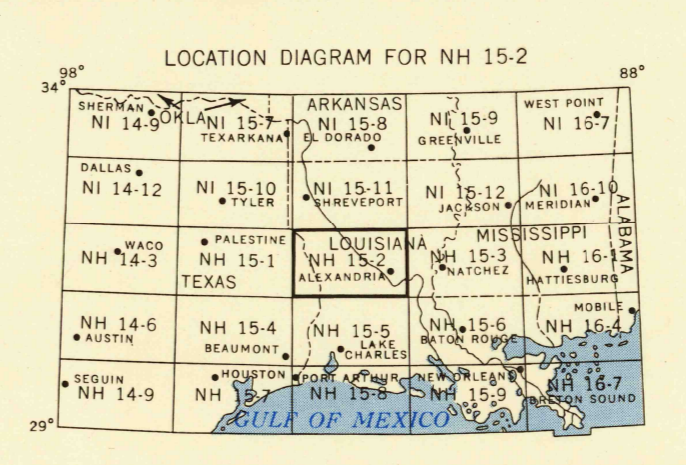 LOCATION DIAGRAM FOR NH 15-2
98°
88°
34°
SHERMAN
NI 14-9
OKLA
NI 15-7
TEXARKANA
ARKANSAS
NI 15-8
EL DORADO
NI 15-9
GREENVILLE
WEST POINT
NI 16-7
DALLAS
NI 14-12
NI 15-10
TYLER
NI 15-11
SHREVEPORT
NI 15-12
JACKSON
NI 16-10
MERIDIAN
ALABAMA
WACO
NH 14-3
PALESTINE
NH 15-1
TEXAS
LOUISIANA
NH 15-2
ALEXANDRIA
MISSISSIPPI
NH 15-3
NATCHEZ
NH 16-1
HATTIESBURG
NH 14-6
AUSTIN
NH 15-4
BEAUMONT
NH 15-5
LAKE
CHARLES
NH 15-6
BATON ROUGE
MOBILE
NH 16-4
SEGUIN
NH 14-9
HOUSTON
NH 15-7
PORT ARTHUR
NH 15-8
NEW ORLEANS
NH 15-9
NH 16-7
BRETON SOUND
GULF OF MEXICO
29°